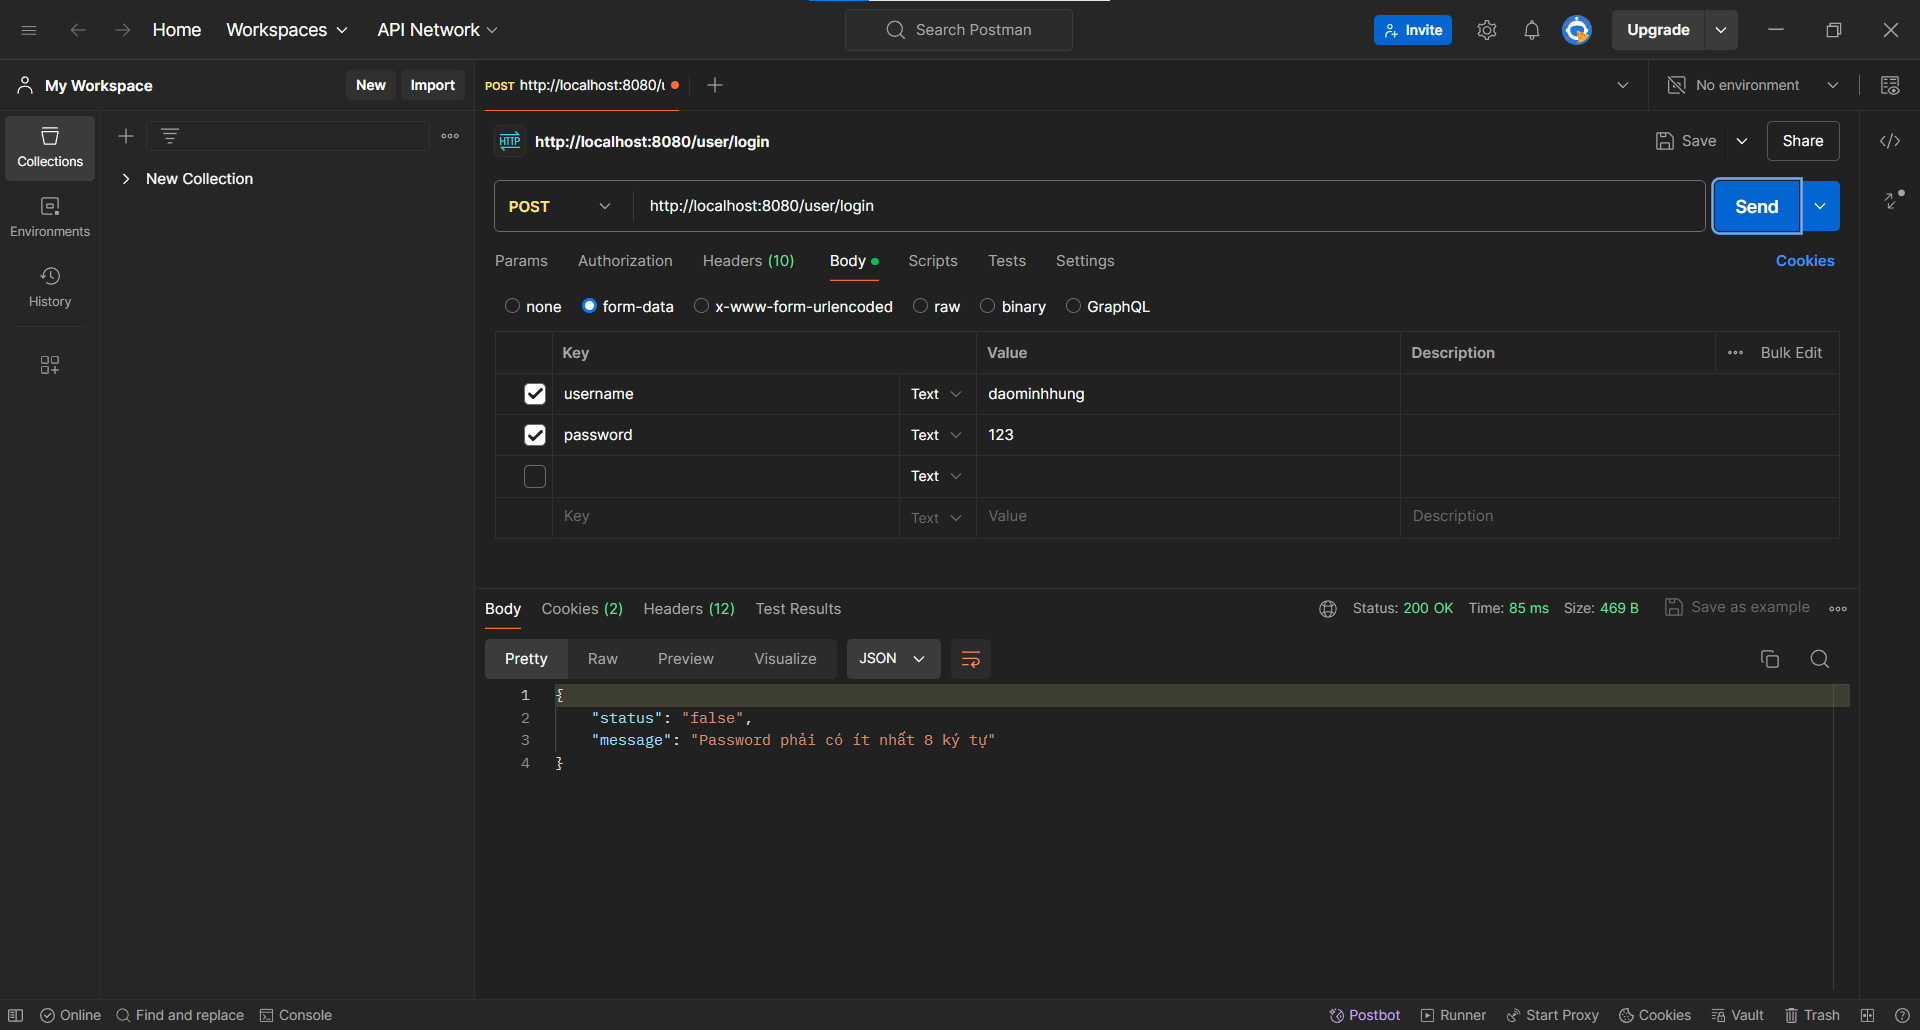 Home Workspaces API Network Search Postman Invite Upgrade
My Workspace New Import POST http://localhost:8080/u No environment
Collections
Environments
History
New Collection
HTTP http://localhost:8080/user/login Save Share
POST http://localhost:8080/user/login Send
Params Authorization Headers (10) Body Scripts Tests Settings Cookies
none form-data x-www-form-urlencoded raw binary GraphQL
Key Value Description Bulk Edit
username Text daominhhung
password Text 123
Text
Key Text Value Description
Body Cookies (2) Headers (12) Test Results Status: 200 OK Time: 85 ms Size: 469 B Save as example
Pretty Raw Preview Visualize JSON
1 {
2 "status": "false",
3 "message": "Password phải có ít nhất 8 ký tự"
4 }
Online Find and replace Console Postbot Runner Start Proxy Cookies Vault Trash